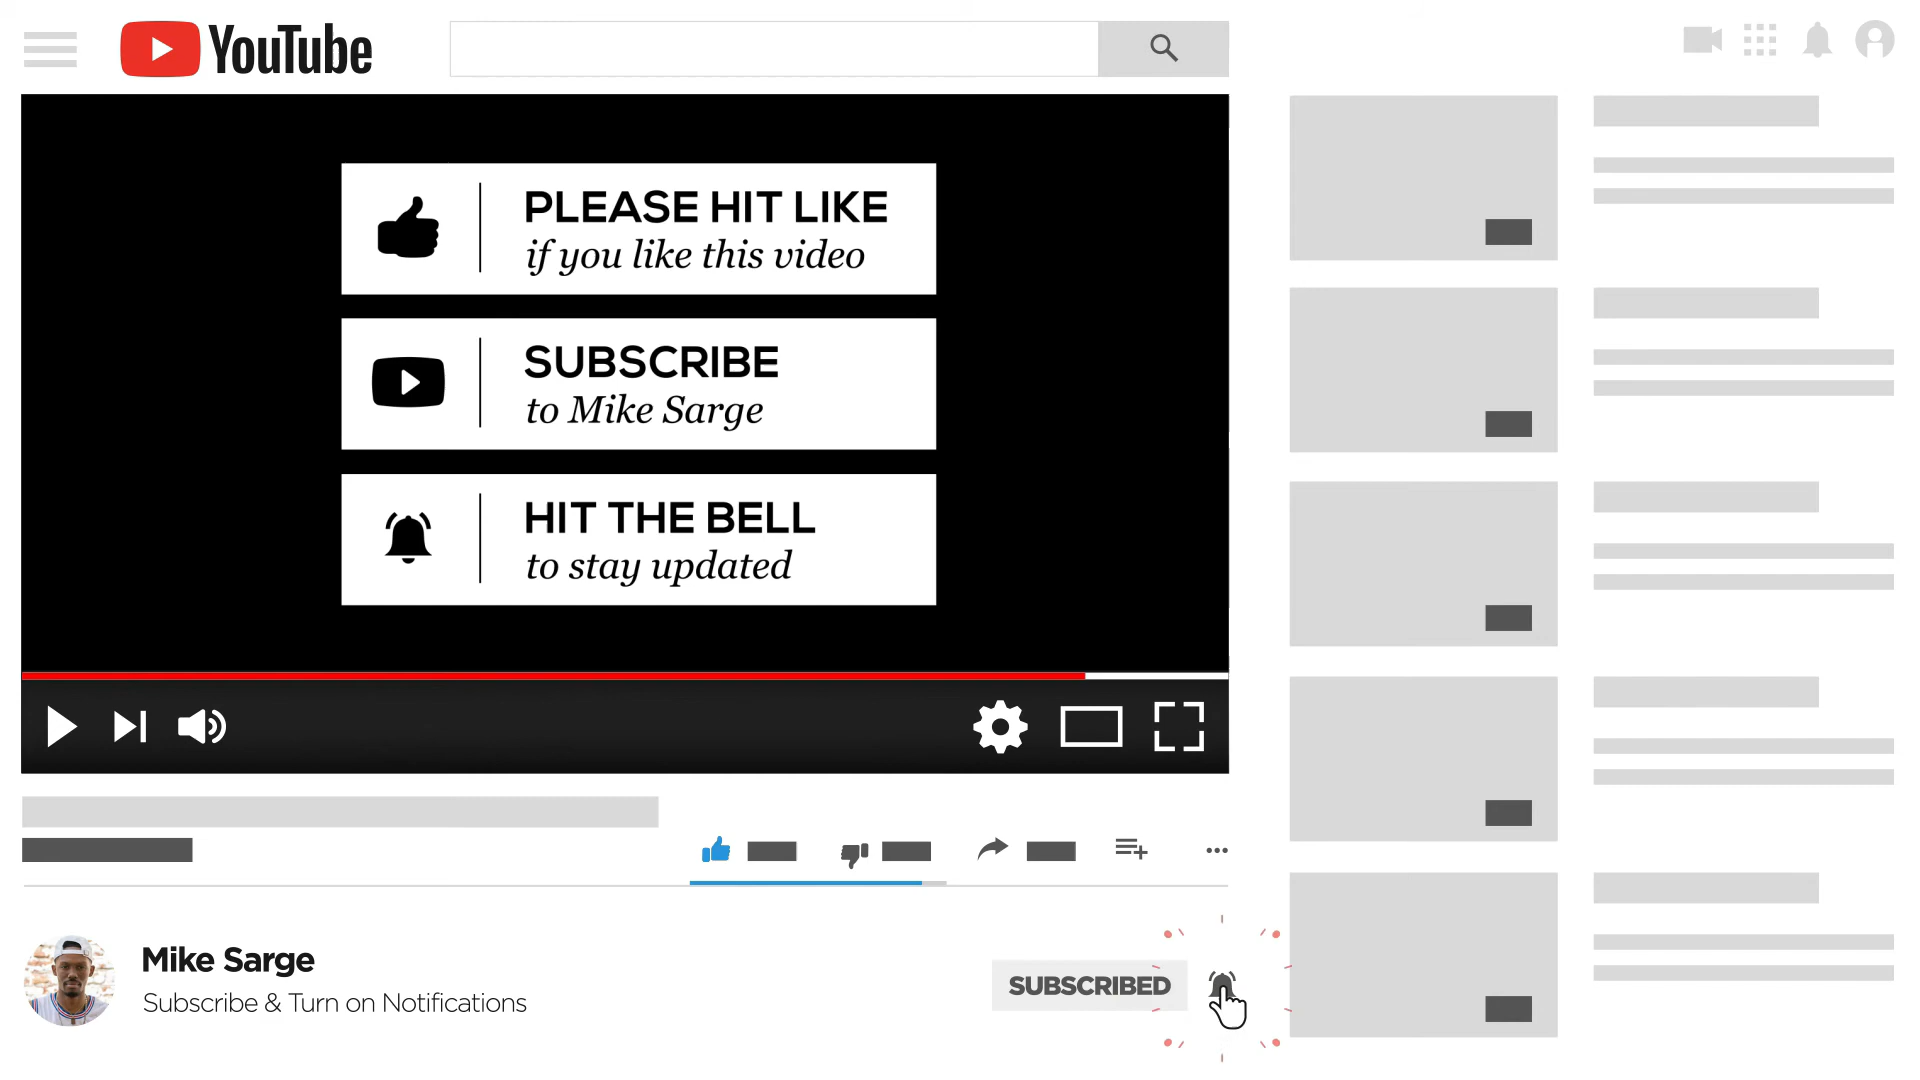 YouTube
PLEASE HIT LIKE
if you like this video
SUBSCRIBE
to Mike Sarge
HIT THE BELL
to stay updated
Mike Sarge
Subscribe & Turn on Notifications
SUBSCRIBED